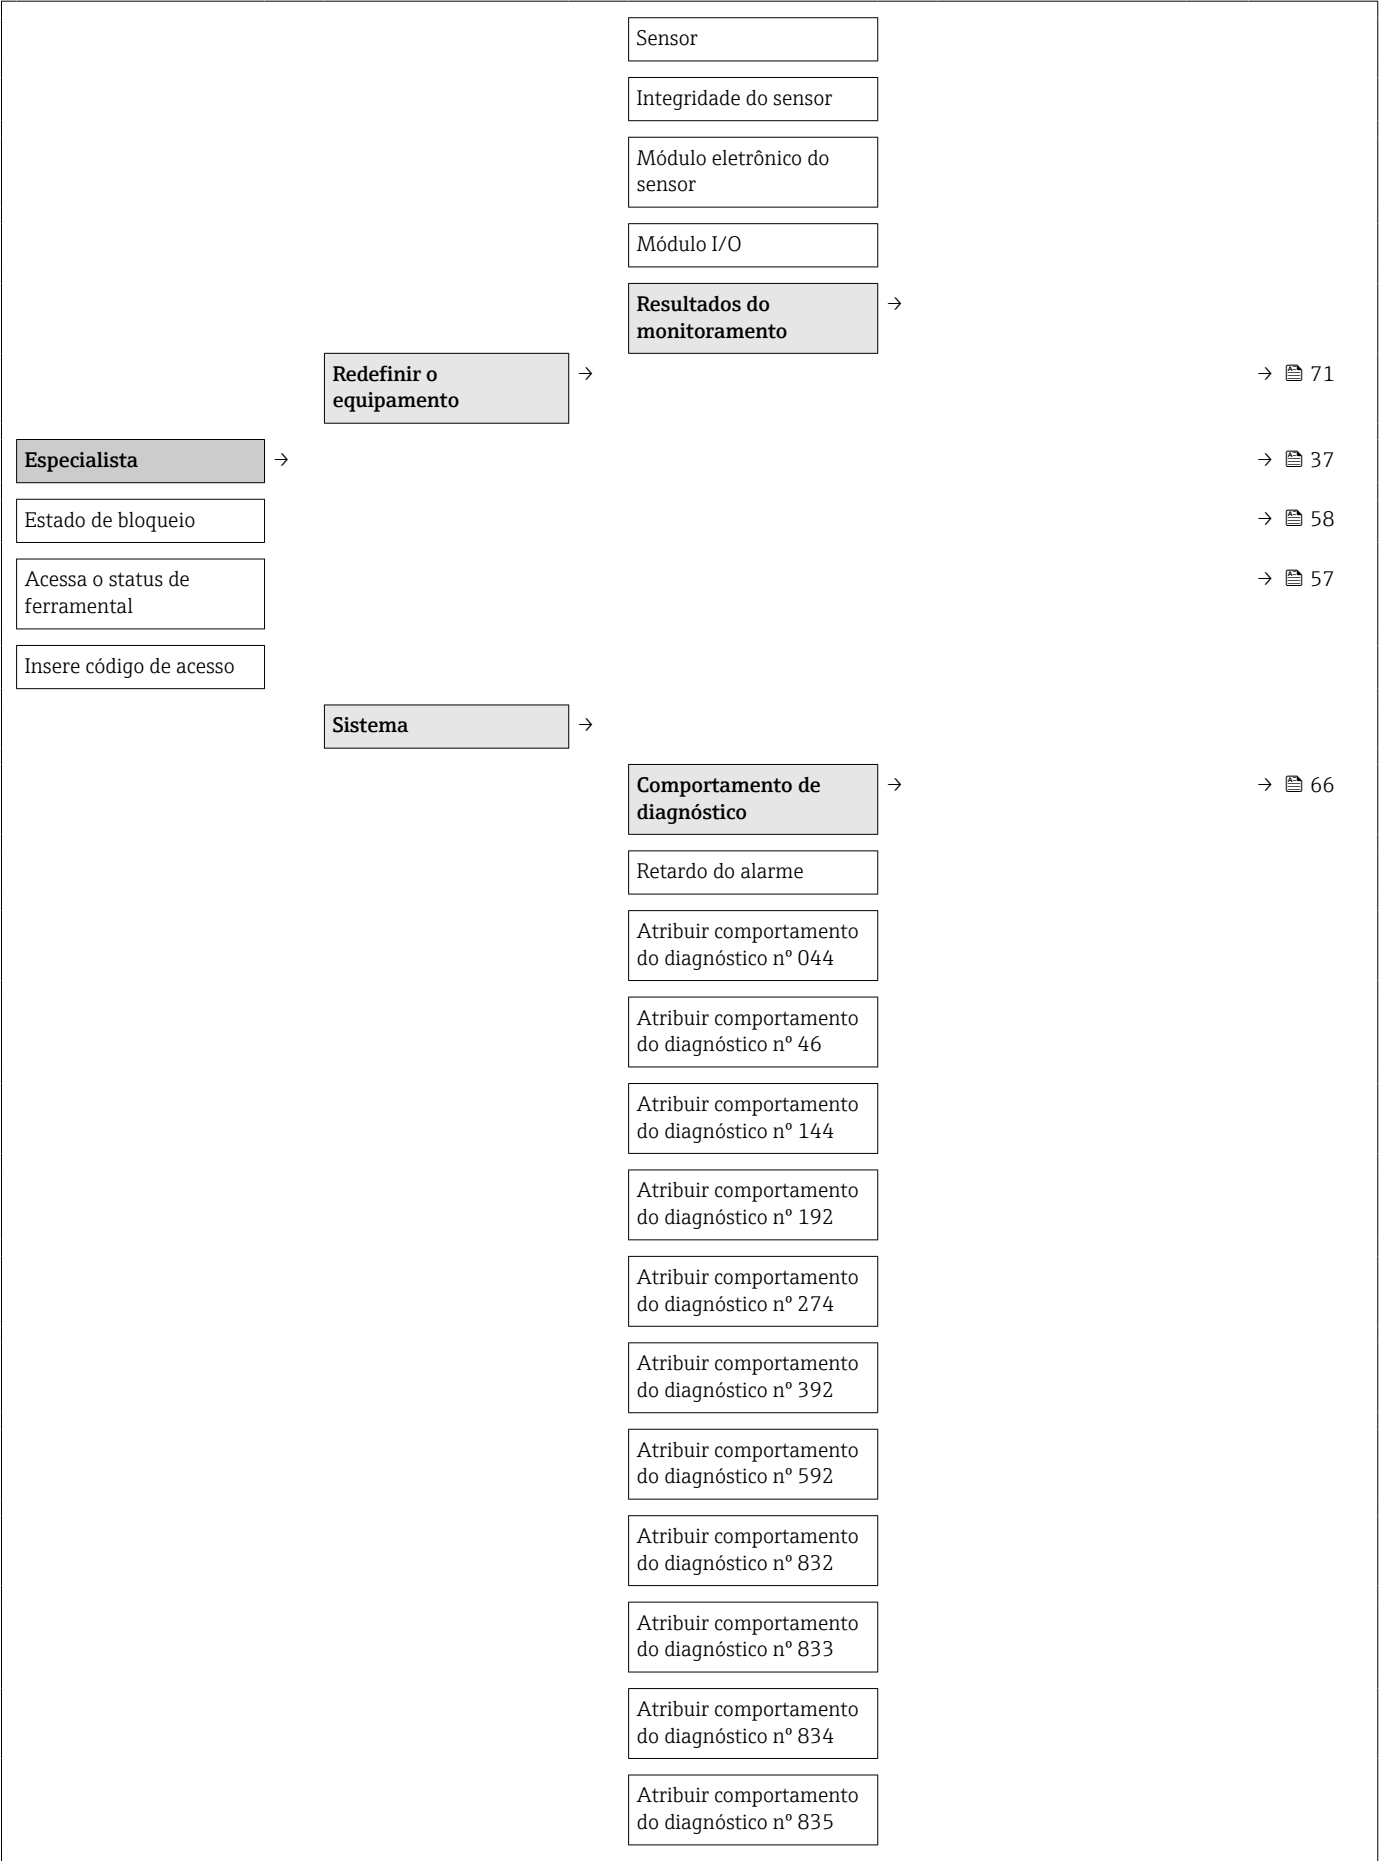 Sensor
Integridade do sensor
Módulo eletrônico do
sensor
Módulo I/O
Resultados do
monitoramento
→
Redefinir o
equipamento
→
→ 71
Especialista
→
→ 37
Estado de bloqueio
→ 58
Acessa o status de
ferramental
→ 57
Insere código de acesso
Sistema
→
Comportamento de
diagnóstico
→
→ 66
Retardo do alarme
Atribuir comportamento
do diagnóstico nº 044
Atribuir comportamento
do diagnóstico nº 46
Atribuir comportamento
do diagnóstico nº 144
Atribuir comportamento
do diagnóstico nº 192
Atribuir comportamento
do diagnóstico nº 274
Atribuir comportamento
do diagnóstico nº 392
Atribuir comportamento
do diagnóstico nº 592
Atribuir comportamento
do diagnóstico nº 832
Atribuir comportamento
do diagnóstico nº 833
Atribuir comportamento
do diagnóstico nº 834
Atribuir comportamento
do diagnóstico nº 835